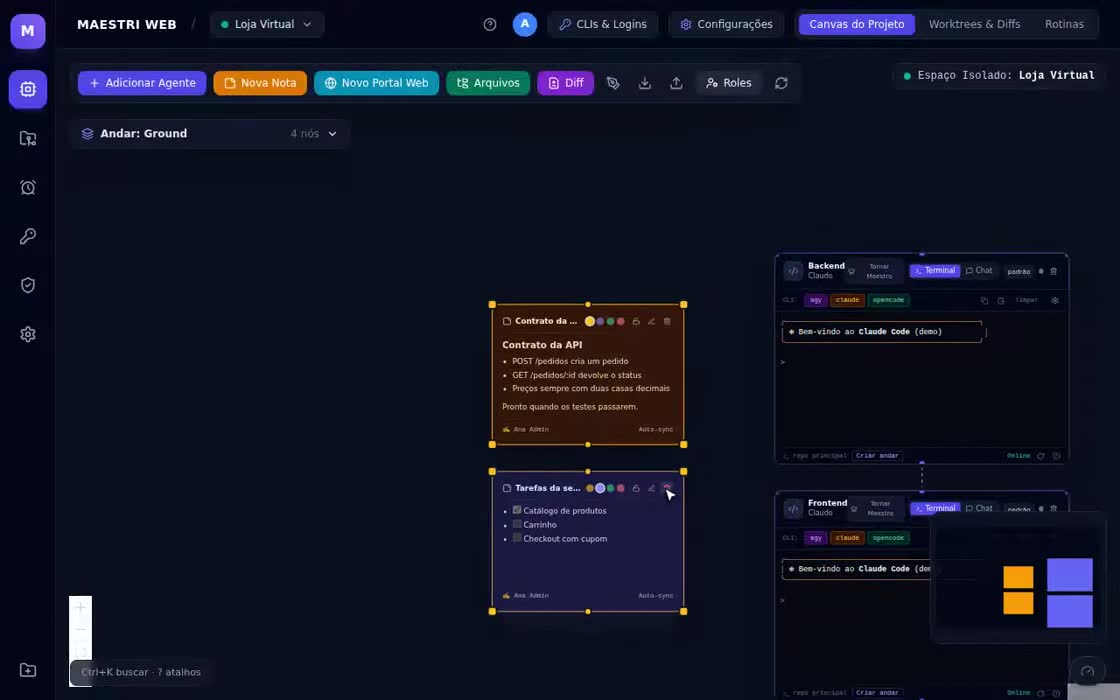 M
MAESTRI WEB / Loja Virtual
A
CLIs & Logins
Configurações
Canvas do Projeto
Worktrees & Diffs
Rotinas
Adicionar Agente
Nova Nota
Novo Portal Web
Arquivos
Diff
Roles
Espaço Isolado: Loja Virtual
Andar: Ground 4 nós
Contrato da ...
Contrato da API
• POST /pedidos cria um pedido
• GET /pedidos/:id devolve o status
• Preços sempre com duas casas decimais
Pronto quando os testes passarem.
Ana Admin Auto-sync
Tarefas da se...
• Catálogo de produtos
• Carrinho
• Checkout com cupom
Ana Admin Auto-sync
Backend
Claude
Tornar
Maestro
Terminal
Chat
padrão
CLI: agy claude opencode limpar
✻ Bem-vindo ao Claude Code (demo)
>
repo principal Criar andar Online
Frontend
Claude
Tornar
Maestro
Terminal
Chat
padrão
CLI: agy claude opencode
✻ Bem-vindo ao Claude Code (dem
>
repo principal Criar andar Online
Ctrl+K buscar · ? atalhos